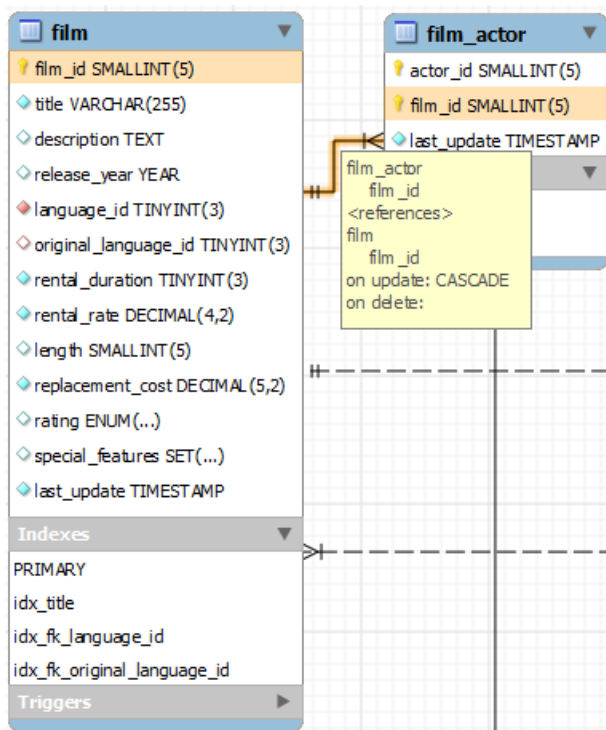 film
film_id SMALLINT(5)
title VARCHAR(255)
description TEXT
release_year YEAR
language_id TINYINT(3)
original_language_id TINYINT(3)
rental_duration TINYINT(3)
rental_rate DECIMAL(4,2)
length SMALLINT(5)
replacement_cost DECIMAL(5,2)
rating ENUM(...)
special_features SET(...)
last_update TIMESTAMP
Indexes
PRIMARY
idx_title
idx_fk_language_id
idx_fk_original_language_id
Triggers
film_actor
actor_id SMALLINT(5)
film_id SMALLINT(5)
last_update TIMESTAMP
film_actor
film_id
<references>
film
film_id
on update: CASCADE
on delete: